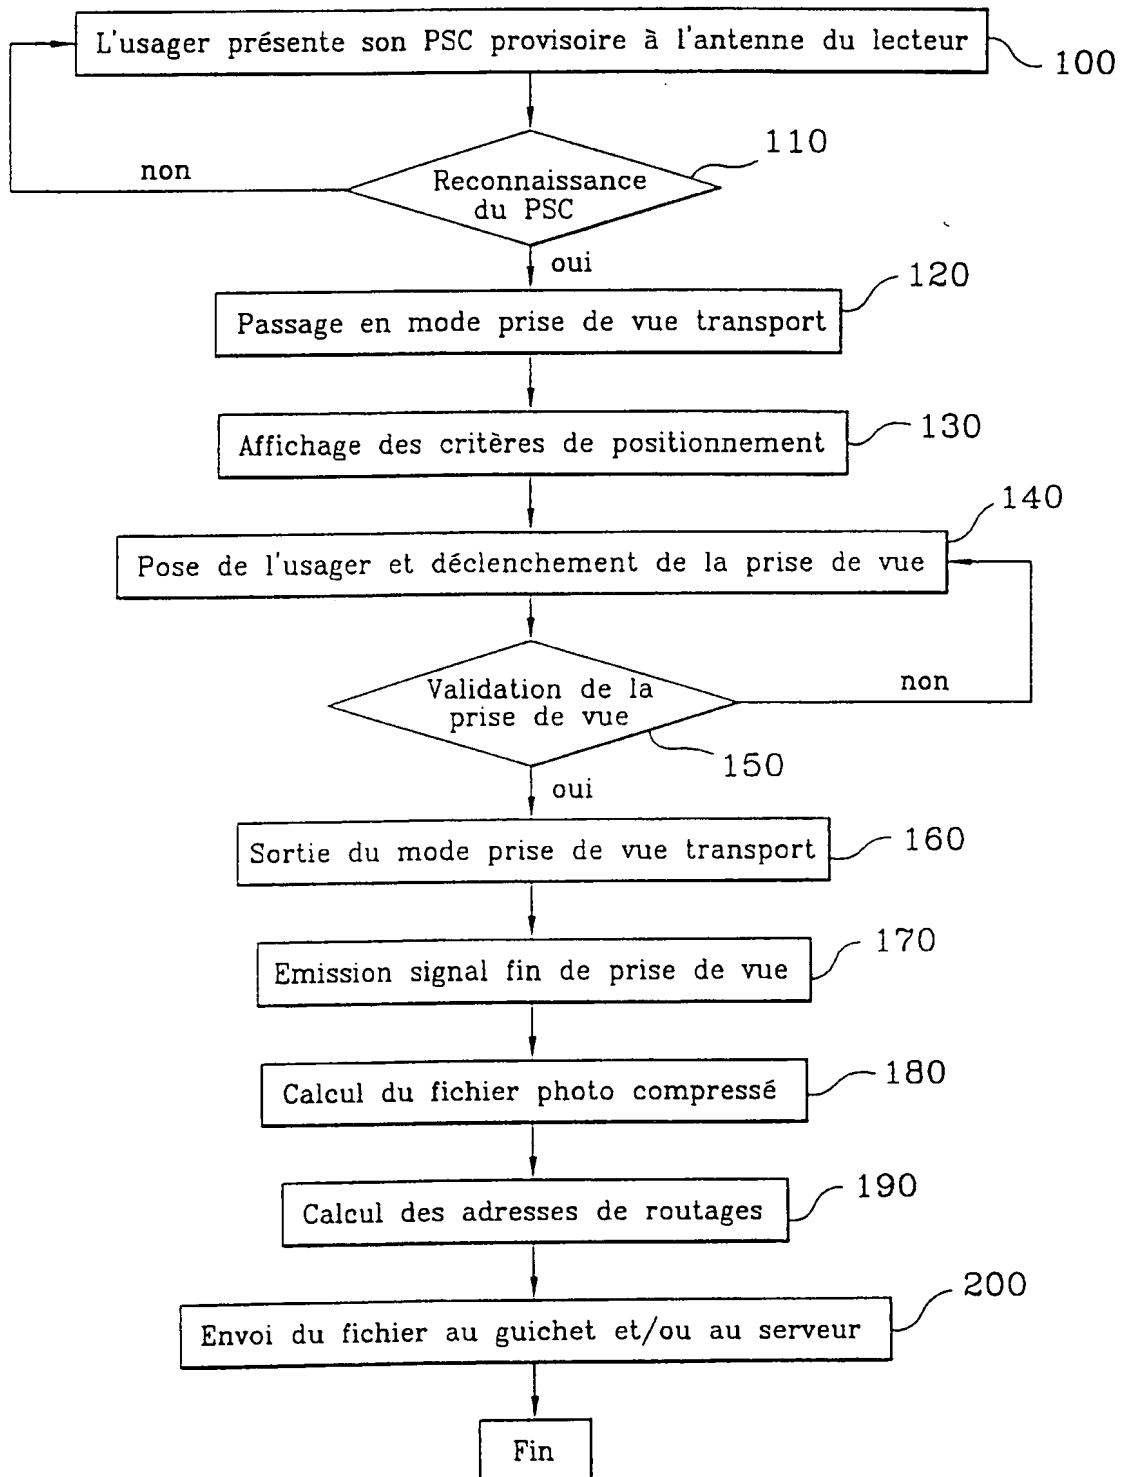 L'usager présente son PSC provisoire à l'antenne du lecteur
100
110
non
Reconnaissance
du PSC
oui
120
Passage en mode prise de vue transport
130
Affichage des critères de positionnement
140
Pose de l'usager et déclenchement de la prise de vue
Validation de la
prise de vue
non
150
oui
160
Sortie du mode prise de vue transport
170
Emission signal fin de prise de vue
180
Calcul du fichier photo compressé
190
Calcul des adresses de routages
200
Envoi du fichier au guichet et/ou au serveur
Fin